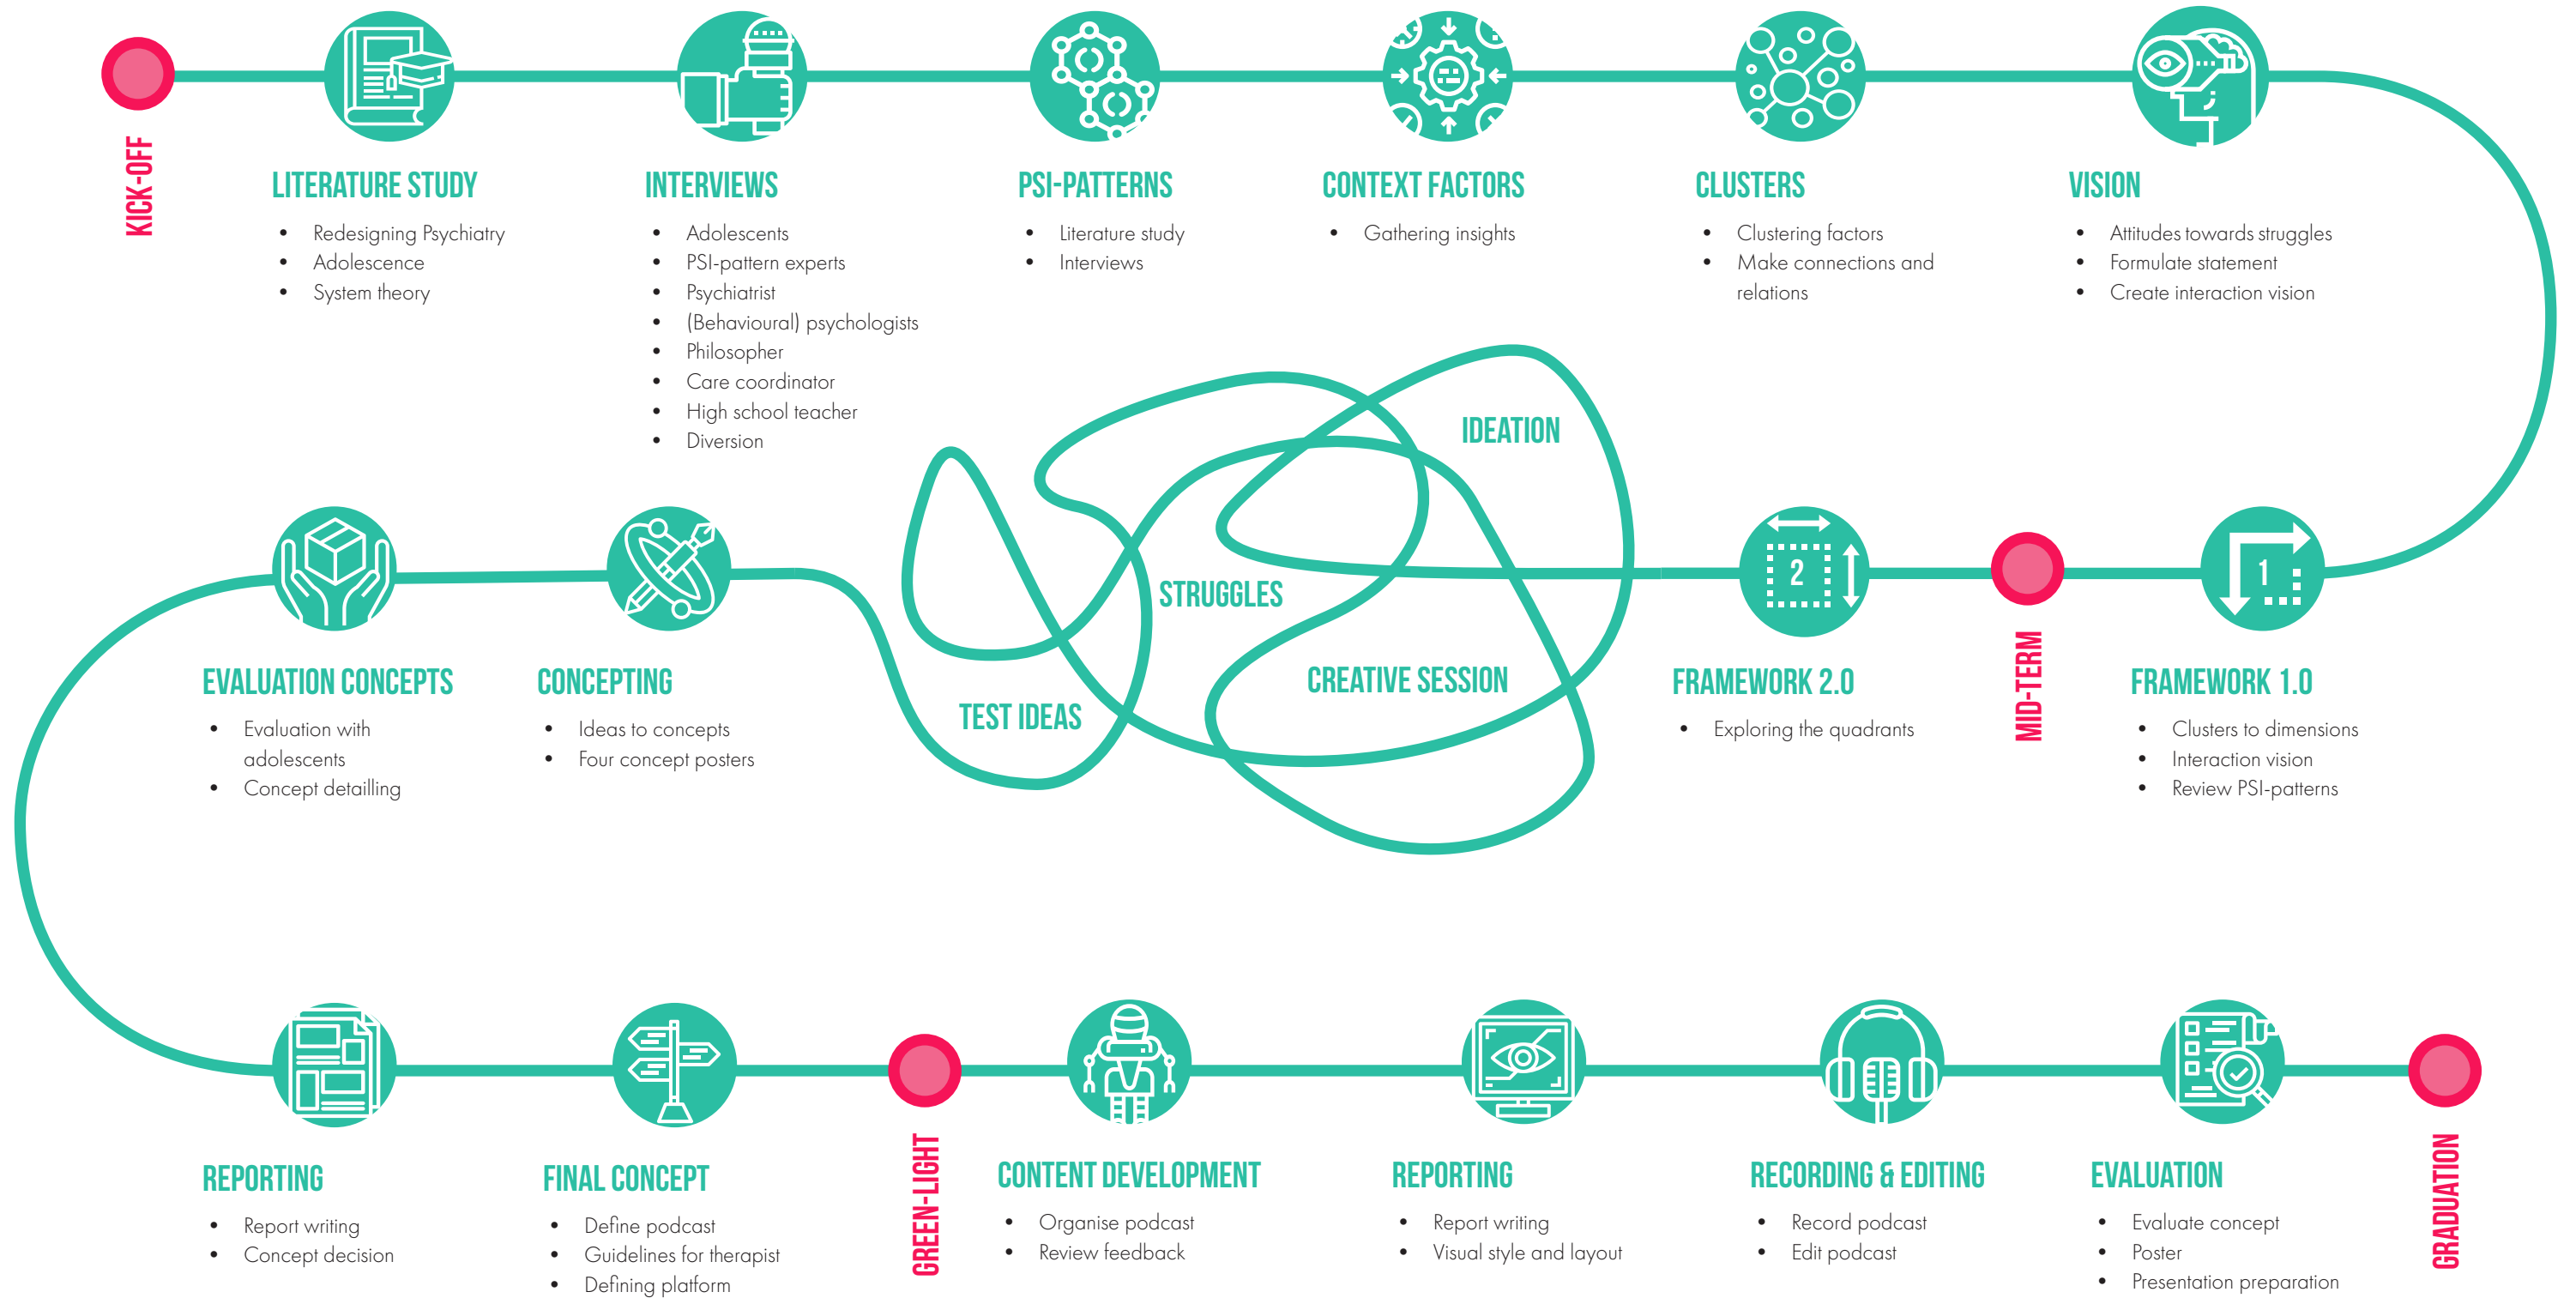 KICK-OFF
LITERATURE STUDY
• Redesigning Psychiatry
• Adolescence
• System theory
INTERVIEWS
• Adolescents
• PSI-pattern experts
• Psychiatrist
• (Behavioural) psychologists
• Philosopher
• Care coordinator
• High school teacher
• Diversion
PSI-PATTERNS
• Literature study
• Interviews
CONTEXT FACTORS
• Gathering insights
CLUSTERS
• Clustering factors
• Make connections and
relations
VISION
• Attitudes towards struggles
• Formulate statement
• Create interaction vision
1
FRAMEWORK 1.0
• Clusters to dimensions
• Interaction vision
• Review PSI-patterns
MID-TERM
2
FRAMEWORK 2.0
• Exploring the quadrants
IDEATION
CREATIVE SESSION
STRUGGLES
TEST IDEAS
CONCEPTING
• Ideas to concepts
• Four concept posters
EVALUATION CONCEPTS
• Evaluation with
adolescents
• Concept detailling
REPORTING
• Report writing
• Concept decision
FINAL CONCEPT
• Define podcast
• Guidelines for therapist
• Defining platform
GREEN-LIGHT
CONTENT DEVELOPMENT
• Organise podcast
• Review feedback
REPORTING
• Report writing
• Visual style and layout
RECORDING & EDITING
• Record podcast
• Edit podcast
EVALUATION
• Evaluate concept
• Poster
• Presentation preparation
GRADUATION